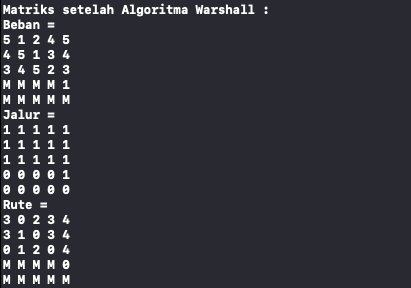 Matriks setelah Algoritma Warshall :
Beban =
5 1 2 4 5
4 5 1 3 4
3 4 5 2 3
M M M M 1
M M M M M
Jalur =
1 1 1 1 1
1 1 1 1 1
1 1 1 1 1
0 0 0 0 1
0 0 0 0 0
Rute =
3 0 2 3 4
3 1 0 3 4
0 1 2 0 4
M M M M 0
M M M M M